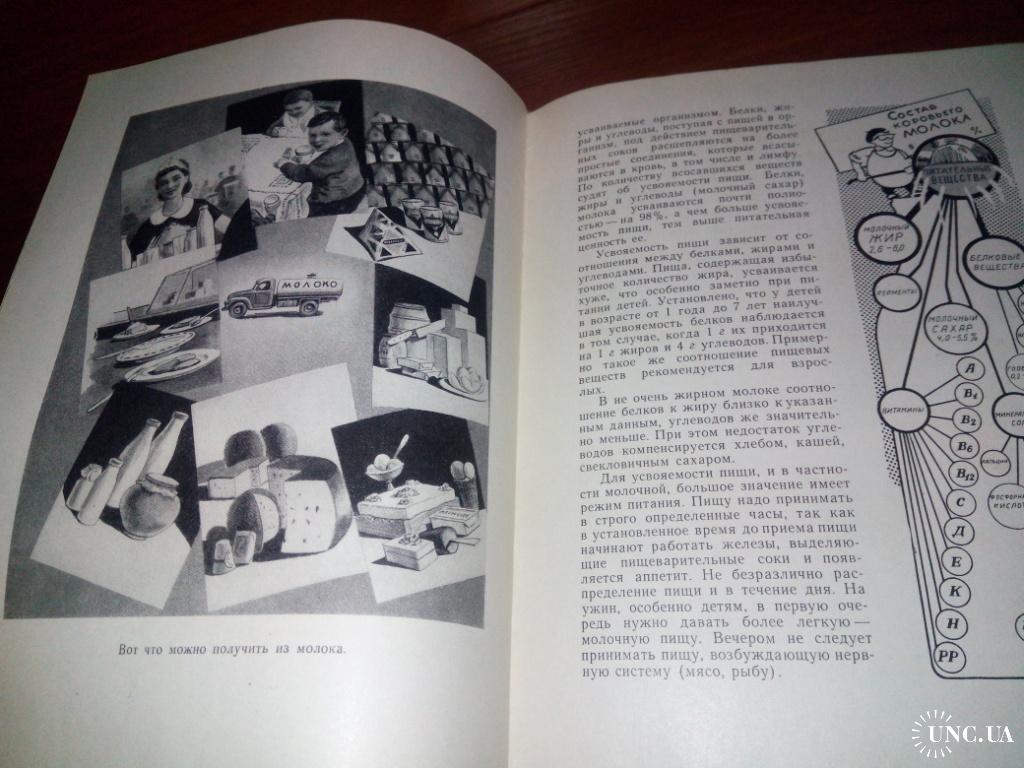 МОЛОКО
Вот что можно получить из молока.
усваиваемые организмом. Белки, жи-
ры и углеводы, поступая с пищей в ор-
ганизм, под действием пищеваритель-
ных соков расщепляются на более
простые соединения, которые всасы-
ваются в кровь, в том числе и лимфу.
По количеству всосавшихся веществ
судят об усвояемости пищи. Белки,
жиры и углеводы (молочный сахар)
молока усваиваются почти полно-
стью — на 98%, а чем больше усвояе-
мость пищи, тем выше питательная
ценность ее.
Усвояемость пищи зависит от со-
отношения между белками, жирами и
углеводами. Пища, содержащая избы-
точное количество жира, усваивается
хуже, что особенно заметно при пи-
тании детей. Установлено, что у детей
в возрасте от 1 года до 7 лет наилуч-
шая усвояемость белков наблюдается
в том случае, когда 1 г их приходится
на 1 г жиров и 4 г углеводов. Пример-
но такое же соотношение пищевых
веществ рекомендуется для взрос-
лых.
В не очень жирном молоке соотно-
шение белков к жиру близко к указан-
ным данным, углеводов же значитель-
но меньше. При этом недостаток угле-
водов компенсируется хлебом, кашей,
свекловичным сахаром.
Для усвояемости пищи, и в частно-
сти молочной, большое значение имеет
режим питания. Пищу надо принимать
в строго определенные часы, так как
в установленное время до приема пищи
начинают работать железы, выделяю-
щие пищеварительные соки и появ-
ляется аппетит. Не безразлично рас-
пределение пищи и в течение дня. На
ужин, особенно детям, в первую оче-
редь нужно давать более легкую —
молочную пищу. Вечером не следует
принимать пищу, возбуждающую нерв-
ную систему (мясо, рыбу).
СОСТАВ
КОРОВЬЕГО
МОЛОКА
в %
ПИТАТЕЛЬНЫЕ
ВЕЩЕСТВА
МОЛОЧНЫЙ
ЖИР
2,6-6,0
БЕЛКОВЫЕ
ВЕЩЕСТВА
ФЕРМЕНТЫ
МОЛОЧНЫЙ
САХАР
4,0-5,5%
ВИТАМИНЫ
A
B1
B2
B6
B12
С
Д
Е
К
Н
РР
КАЛЬЦИЙ
ФОСФОРНАЯ
КИСЛОТА
UNC.UA